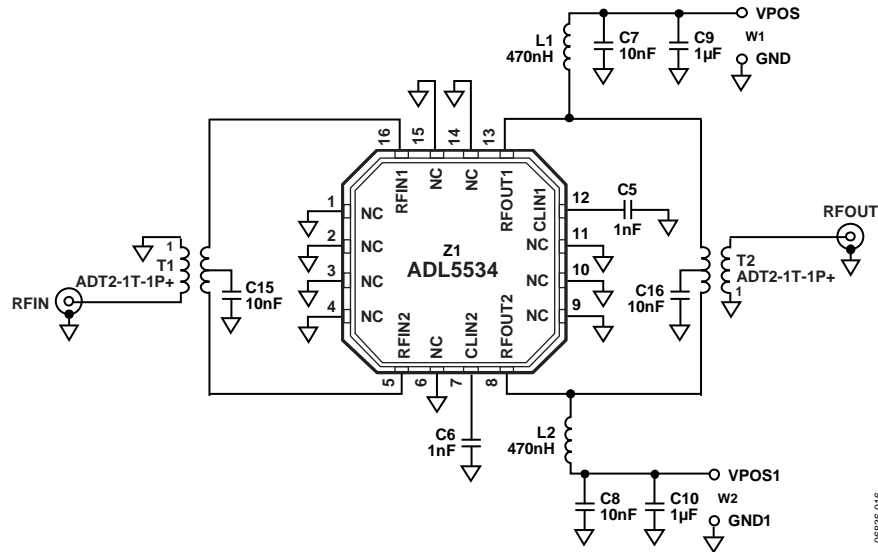 VPOS
L1
470nH
C7
10nF
C9
1µF
W1
GND
16
15
14
13
RFIN1
NC
NC
RFOUT1
CLIN1
12
C5
1nF
1
NC
2
NC
3
NC
4
NC
Z1
ADL5534
NC
11
NC
10
NC
9
RFOUT
1
T1
ADT2-1T-1P+
RFIN
C15
10nF
T2
ADT2-1T-1P+
1
C16
10nF
RFIN2
NC
CLIN2
RFOUT2
5
6
7
8
C6
1nF
L2
470nH
VPOS1
C8
10nF
C10
1µF
W2
GND1
06836-016